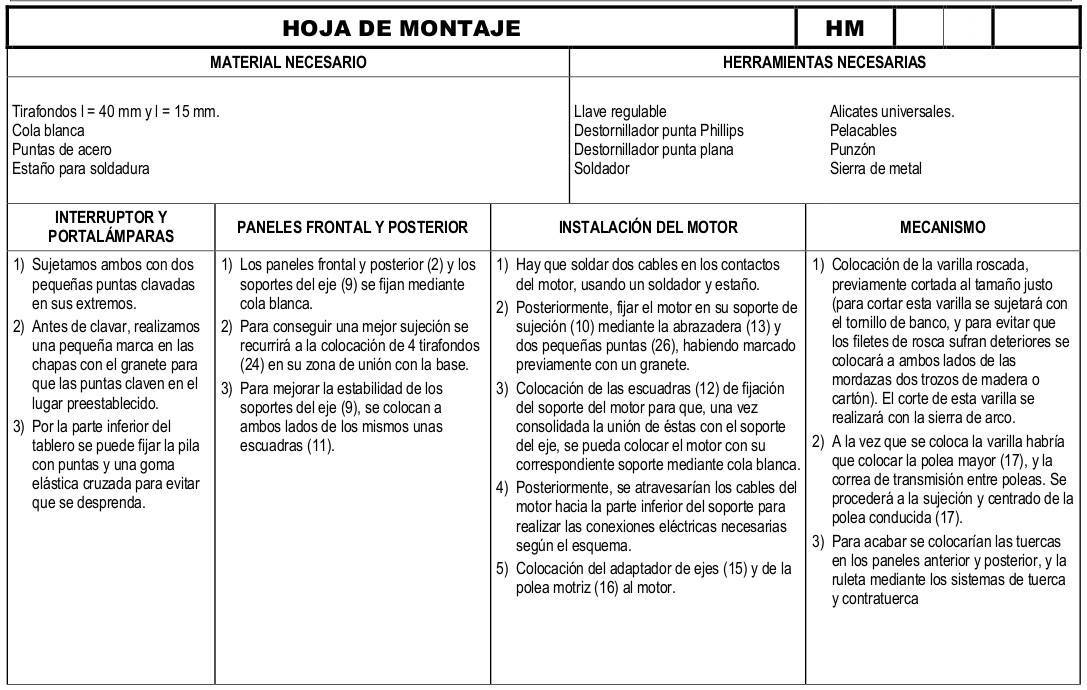 HOJA DE MONTAJE HM
MATERIAL NECESARIO
Tirafondos l = 40 mm y l = 15 mm.
Cola blanca
Puntas de acero
Estaño para soldadura
HERRAMIENTAS NECESARIAS
Llave regulable
Destornillador punta Phillips
Destornillador punta plana
Soldador
Alicates universales.
Pelacables
Punzón
Sierra de metal
INTERRUPTOR Y
PORTALÁMPARAS
1) Sujetamos ambos con dos
pequeñas puntas clavadas
en sus extremos.
2) Antes de clavar, realizamos
una pequeña marca en las
chapas con el granete para
que las puntas claven en el
lugar preestablecido.
3) Por la parte inferior del
tablero se puede fijar la pila
con puntas y una goma
elástica cruzada para evitar
que se desprenda.
PANELES FRONTAL Y POSTERIOR
1) Los paneles frontal y posterior (2) y los
soportes del eje (9) se fijan mediante
cola blanca.
2) Para conseguir una mejor sujeción se
recurrirá a la colocación de 4 tirafondos
(24) en su zona de unión con la base.
3) Para mejorar la estabilidad de los
soportes del eje (9), se colocan a
ambos lados de los mismos unas
escuadras (11).
INSTALACIÓN DEL MOTOR
1) Hay que soldar dos cables en los contactos
del motor, usando un soldador y estaño.
2) Posteriormente, fijar el motor en su soporte de
sujeción (10) mediante la abrazadera (13) y
dos pequeñas puntas (26), habiendo marcado
previamente con un granete.
3) Colocación de las escuadras (12) de fijación
del soporte del motor para que, una vez
consolidada la unión de éstas con el soporte
del eje, se pueda colocar el motor con su
correspondiente soporte mediante cola blanca.
4) Posteriormente, se atravesarían los cables del
motor hacia la parte inferior del soporte para
realizar las conexiones eléctricas necesarias
según el esquema.
5) Colocación del adaptador de ejes (15) y de la
polea motriz (16) al motor.
MECANISMO
1) Colocación de la varilla roscada,
previamente cortada al tamaño justo
(para cortar esta varilla se sujetará con
el tornillo de banco, y para evitar que
los filetes de rosca sufran deteriores se
colocará a ambos lados de las
mordazas dos trozos de madera o
cartón). El corte de esta varilla se
realizará con la sierra de arco.
2) A la vez que se coloca la varilla habría
que colocar la polea mayor (17), y la
correa de transmisión entre poleas. Se
procederá a la sujeción y centrado de la
polea conducida (17).
3) Para acabar se colocarían las tuercas
en los paneles anterior y posterior, y la
ruleta mediante los sistemas de tuerca
y contratuerca